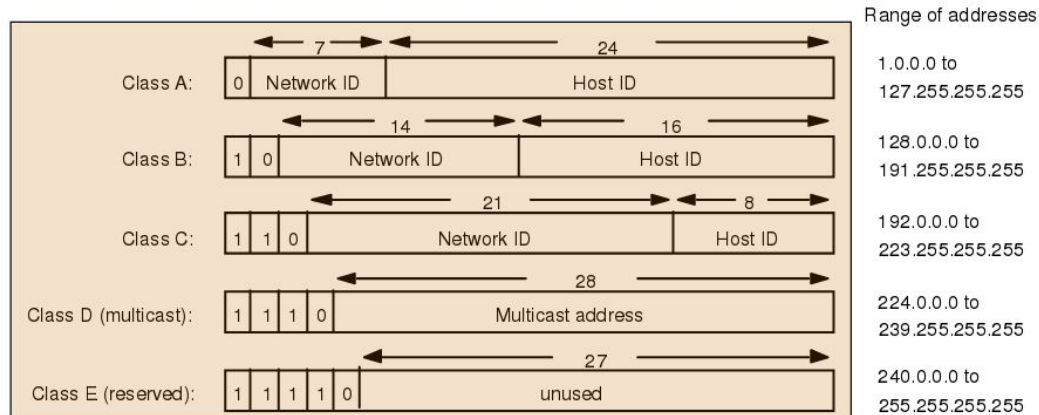 Range of addresses
7 24
Class A: 0 Network ID Host ID
1.0.0.0 to
127.255.255.255
14 16
Class B: 1 0 Network ID Host ID
128.0.0.0 to
191.255.255.255
21 8
Class C: 1 1 0 Network ID Host ID
192.0.0.0 to
223.255.255.255
28
Class D (multicast): 1 1 1 0 Multicast address
224.0.0.0 to
239.255.255.255
27
Class E (reserved): 1 1 1 1 0 unused
240.0.0.0 to
255.255.255.255